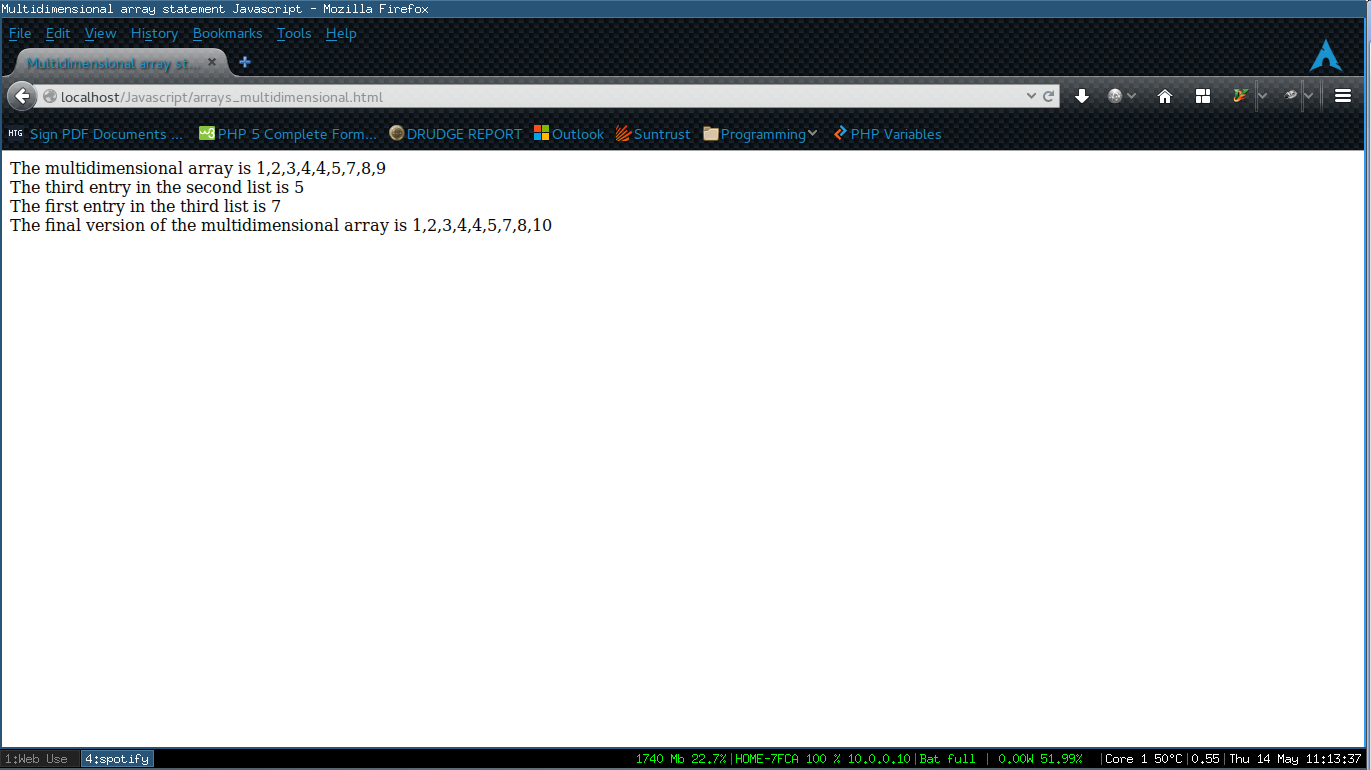 Multidimensional array statement Javascript - Mozilla Firefox
File Edit View History Bookmarks Tools Help
Multidimensional array st...
localhost/Javascript/arrays_multidimensional.html
HTG Sign PDF Documents ... PHP 5 Complete Form... DRUDGE REPORT Outlook Suntrust Programming PHP Variables
The multidimensional array is 1,2,3,4,4,5,7,8,9
The third entry in the second list is 5
The first entry in the third list is 7
The final version of the multidimensional array is 1,2,3,4,4,5,7,8,10
1:Web Use 4:spotify 1740 Mb 22.7%|HOME-7FCA 100 % 10.0.0.10|Bat full | 0.00W 51.99% |Core 1 50°C|0.55|Thu 14 May 11:13:37